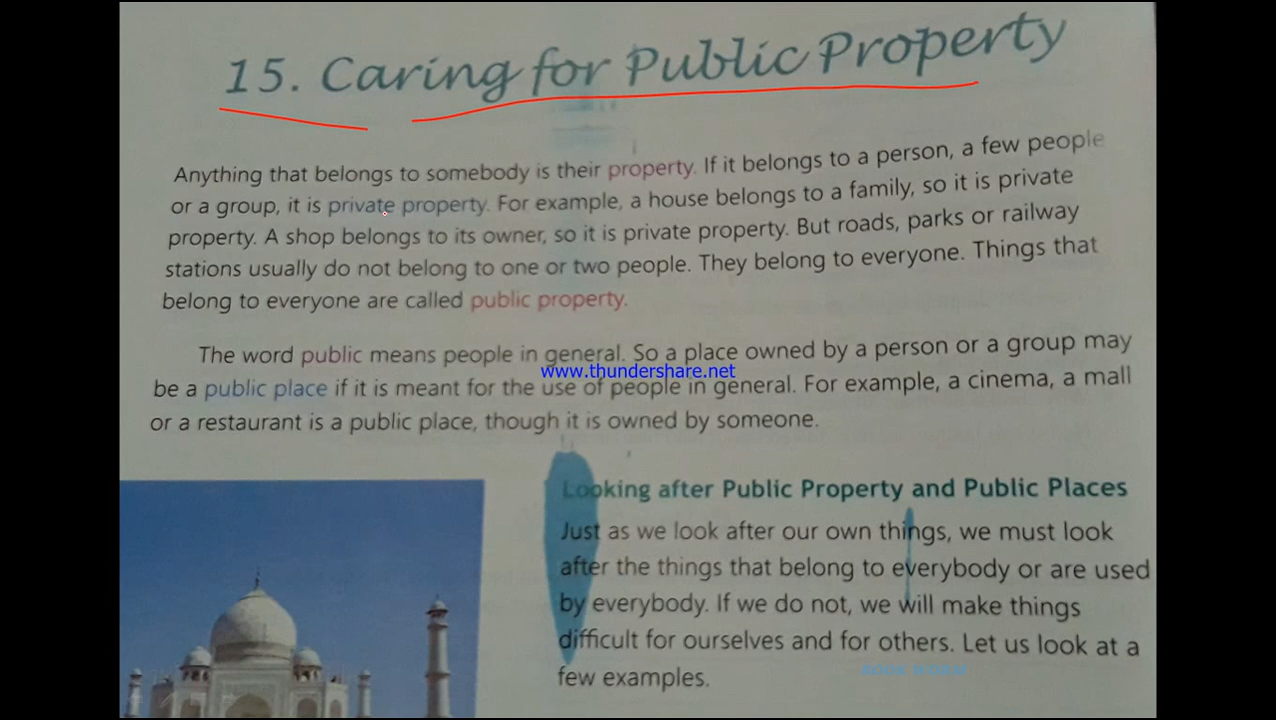 15. Caring for Public Property
Anything that belongs to somebody is their property. If it belongs to a person, a few people
or a group, it is private property. For example, a house belongs to a family, so it is private
property. A shop belongs to its owner, so it is private property. But roads, parks or railway
stations usually do not belong to one or two people. They belong to everyone. Things that
belong to everyone are called public property.
The word public means people in general. So a place owned by a person or a group may
www.thundershare.net
be a public place if it is meant for the use of people in general. For example, a cinema, a mall
or a restaurant is a public place, though it is owned by someone.
Looking after Public Property and Public Places
Just as we look after our own things, we must look
after the things that belong to everybody or are used
by everybody. If we do not, we will make things
difficult for ourselves and for others. Let us look at a
few examples.